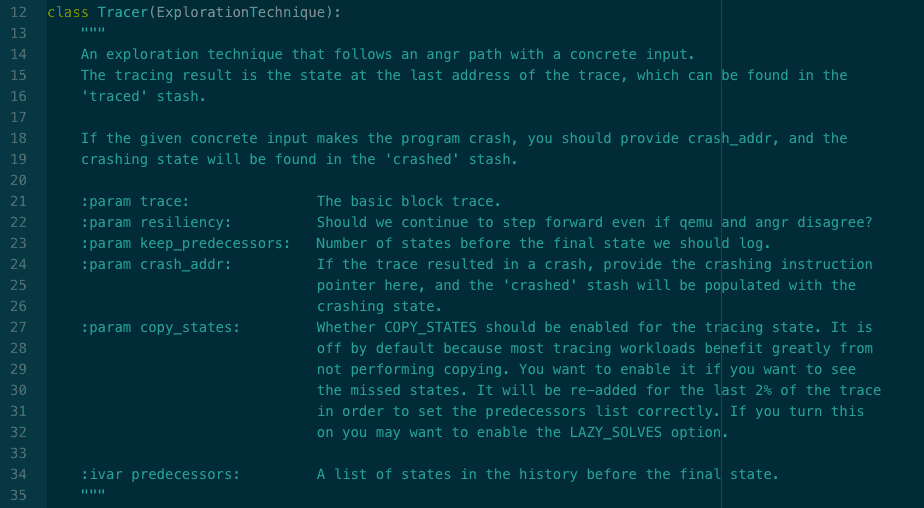 12 class Tracer(ExplorationTechnique):
13     """
14     An exploration technique that follows an angr path with a concrete input.
15     The tracing result is the state at the last address of the trace, which can be found in the
16     'traced' stash.
17
18     If the given concrete input makes the program crash, you should provide crash_addr, and the
19     crashing state will be found in the 'crashed' stash.
20
21     :param trace:               The basic block trace.
22     :param resiliency:          Should we continue to step forward even if qemu and angr disagree?
23     :param keep_predecessors:   Number of states before the final state we should log.
24     :param crash_addr:          If the trace resulted in a crash, provide the crashing instruction
25                                 pointer here, and the 'crashed' stash will be populated with the
26                                 crashing state.
27     :param copy_states:         Whether COPY_STATES should be enabled for the tracing state. It is
28                                 off by default because most tracing workloads benefit greatly from
29                                 not performing copying. You want to enable it if you want to see
30                                 the missed states. It will be re-added for the last 2% of the trace
31                                 in order to set the predecessors list correctly. If you turn this
32                                 on you may want to enable the LAZY_SOLVES option.
33
34     :ivar predecessors:         A list of states in the history before the final state.
35     """